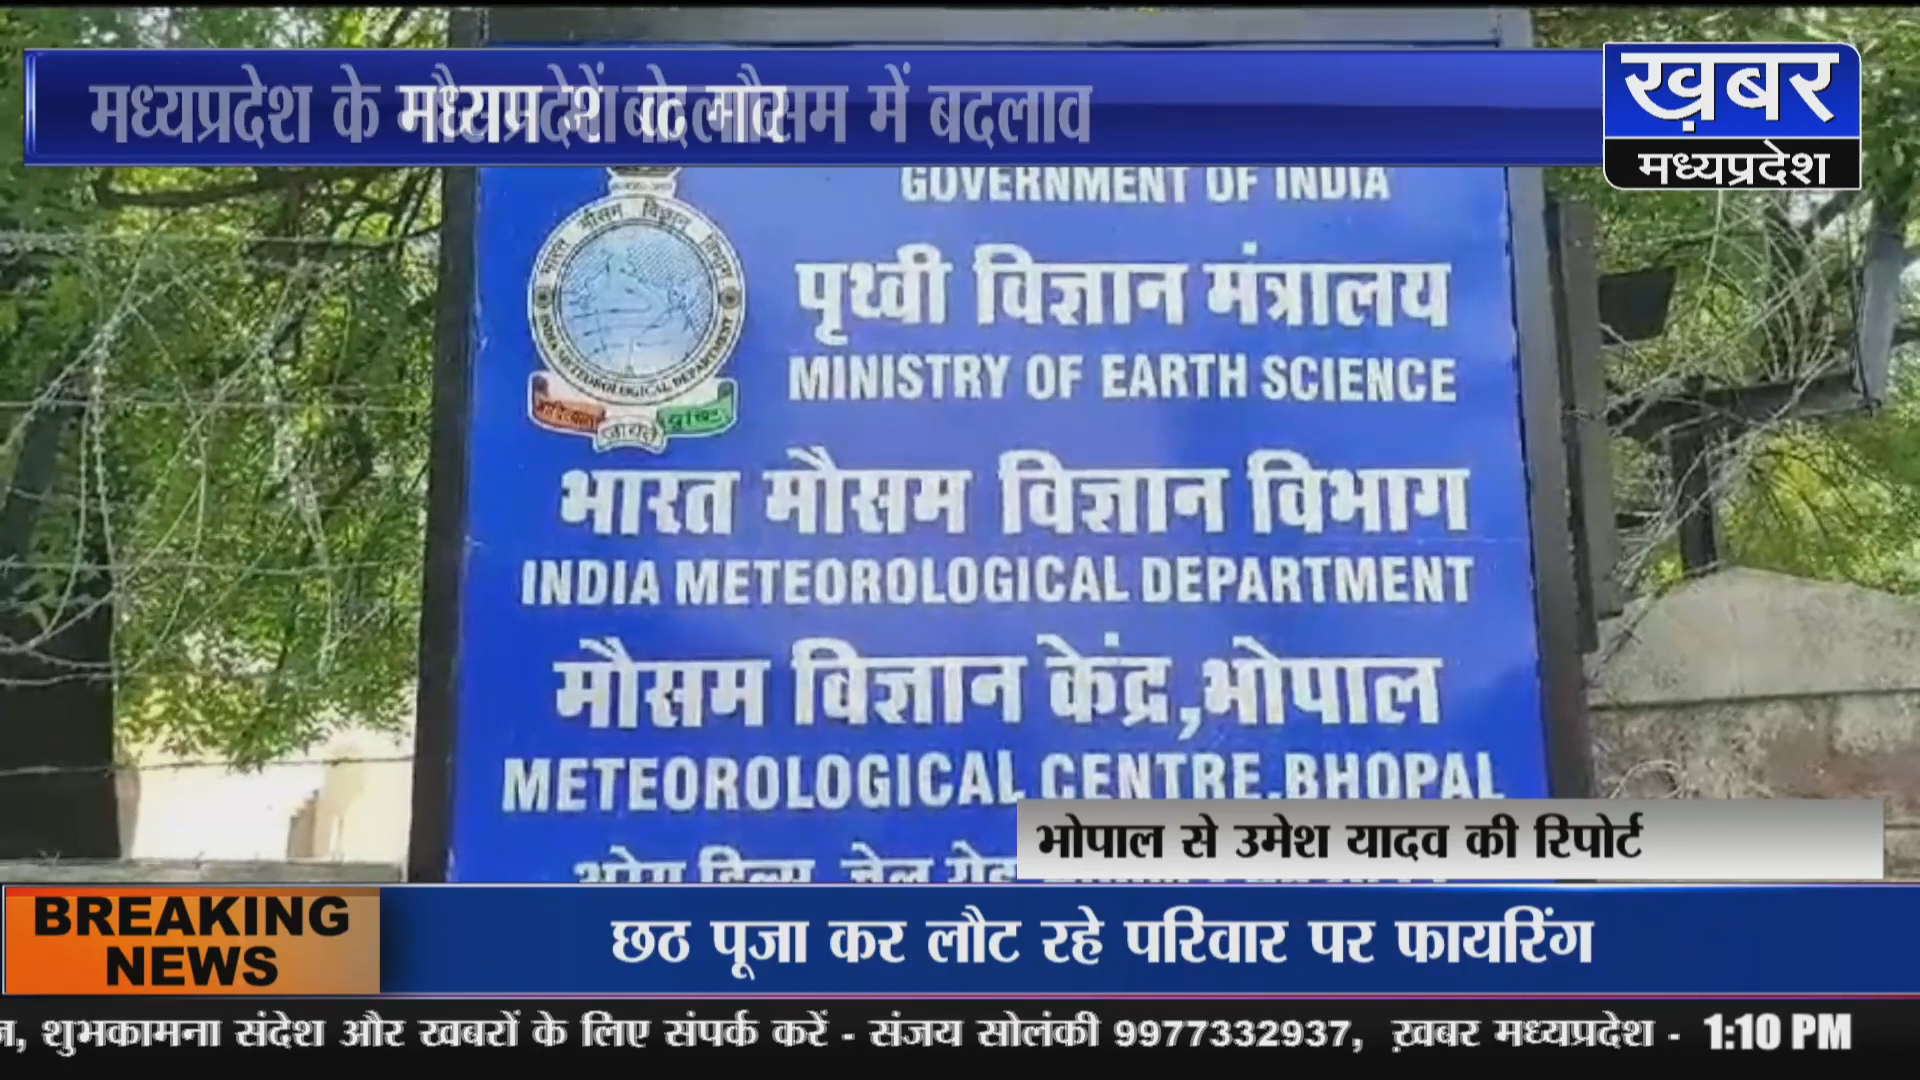 मध्यप्रदेश के
में बदलाव
ख़बर
मध्यप्रदेश
GOVERNMENT OF INDIA
पृथ्वी विज्ञान मंत्रालय
MINISTRY OF EARTH SCIENCE
भारत मौसम विज्ञान विभाग
INDIA METEOROLOGICAL DEPARTMENT
मौसम विज्ञान केंद्र,भोपाल
METEOROLOGICAL CENTRE,BHOPAL
भोपाल से उमेश यादव की रिपोर्ट
BREAKING
NEWS
छठ पूजा कर लौट रहे परिवार पर फायरिंग
शुभकामना संदेश और खबरों के लिए संपर्क करें - संजय सोलंकी 9977332937, ख़बर मध्यप्रदेश -
1:10 PM